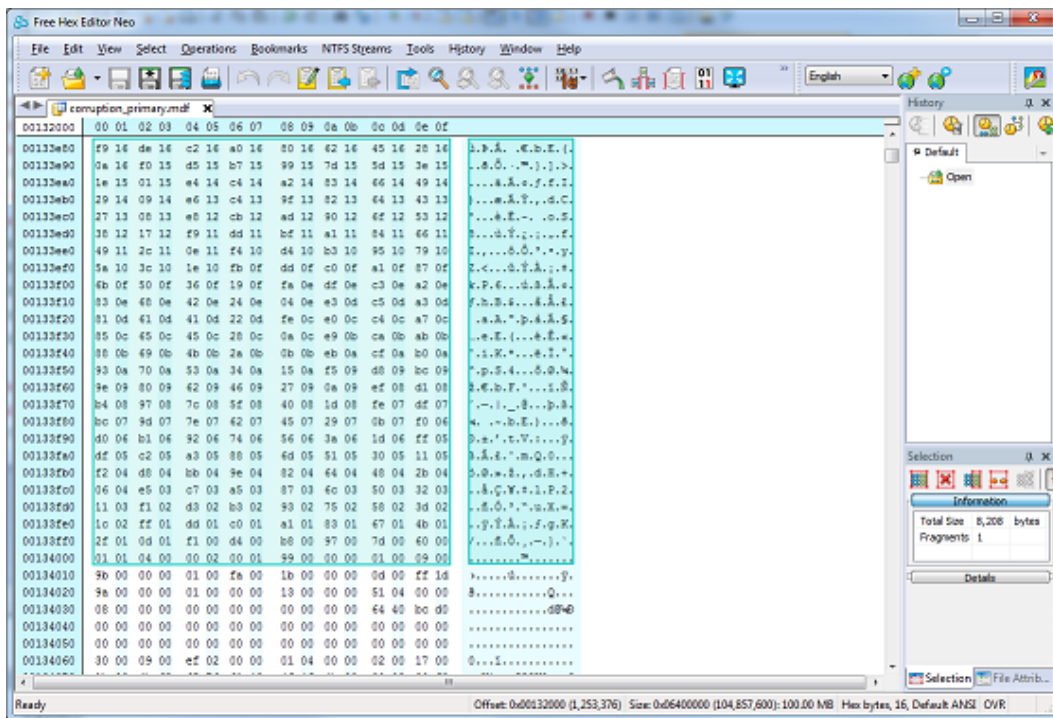 Free Hex Editor Neo
File Edit View Select Operations Bookmarks NTFS Streams Tools History Window Help
English
corruption_primary.mdf
History
Default
Open
00132000 00 01 02 03 04 05 06 07 08 09 0a 0b 0c 0d 0e 0f
00133e80 f9 16 de 16 c2 16 a0 16 80 16 62 16 45 16 28 16
00133e90 0a 16 f0 15 d5 15 b7 15 99 15 7d 15 5d 15 3e 15
00133ea0 1e 15 01 15 e4 14 c4 14 a2 14 83 14 66 14 49 14
00133eb0 29 14 09 14 e6 13 c4 13 9f 13 82 13 64 13 43 13
00133ec0 27 13 08 13 e8 12 cb 12 ad 12 90 12 6f 12 53 12
00133ed0 38 12 17 12 f9 11 dd 11 bf 11 a1 11 84 11 66 11
00133ee0 49 11 2c 11 0e 11 f4 10 d4 10 b3 10 95 10 79 10
00133ef0 5a 10 3c 10 1e 10 fb 0f dd 0f c0 0f a1 0f 87 0f
00133f00 6b 0f 50 0f 36 0f 19 0f fa 0e df 0e c3 0e a2 0e
00133f10 83 0e 68 0e 42 0e 24 0e 04 0e e3 0d c5 0d a3 0d
00133f20 81 0d 61 0d 41 0d 22 0d fe 0c e0 0c c4 0c a7 0c
00133f30 85 0c 65 0c 45 0c 28 0c 0a 0c e9 0b ca 0b ab 0b
00133f40 88 0b 69 0b 4b 0b 2a 0b 0b 0b eb 0a cf 0a b0 0a
00133f50 93 0a 70 0a 53 0a 34 0a 15 0a f5 09 d8 09 bc 09
00133f60 9e 09 80 09 62 09 46 09 27 09 0a 09 ef 08 d1 08
00133f70 b4 08 97 08 7c 08 5f 08 40 08 1d 08 fe 07 df 07
00133f80 bc 07 9d 07 7e 07 62 07 45 07 29 07 0b 07 f0 06
00133f90 d0 06 b1 06 92 06 74 06 56 06 3a 06 1d 06 ff 05
00133fa0 df 05 c2 05 a3 05 88 05 6d 05 51 05 30 05 11 05
00133fb0 f2 04 d8 04 bb 04 9e 04 82 04 64 04 48 04 2b 04
00133fc0 06 04 e5 03 c7 03 a5 03 87 03 6c 03 50 03 32 03
00133fd0 11 03 f1 02 d3 02 b3 02 93 02 75 02 58 02 3d 02
00133fe0 1c 02 ff 01 dd 01 c0 01 a1 01 83 01 67 01 4b 01
00133ff0 2f 01 0d 01 f1 00 d4 00 b8 00 97 00 7d 00 60 00
00134000 01 01 04 00 00 02 00 01 99 00 00 00 01 00 09 00
00134010 9b 00 00 00 01 00 fa 00 1b 00 00 00 0d 00 ff 1d
00134020 9a 00 00 00 01 00 00 00 13 00 00 00 51 04 00 00
00134030 08 00 00 00 00 00 00 00 00 00 00 00 64 40 bc d0
00134040 00 00 00 00 00 00 00 00 00 00 00 00 00 00 00 00
00134050 00 00 00 00 00 00 00 00 00 00 00 00 00 00 00 00
00134060 30 00 09 00 ef 02 00 00 01 04 00 00 02 00 17 00
Selection
Information
Total Size 8,208 bytes
Fragments 1
Details
Selection File Attrib...
Ready Offset: 0x00132000 (1,253,376) Size: 0x06400000 (104,857,600): 100.00 MB Hex bytes, 16, Default ANSI OVR